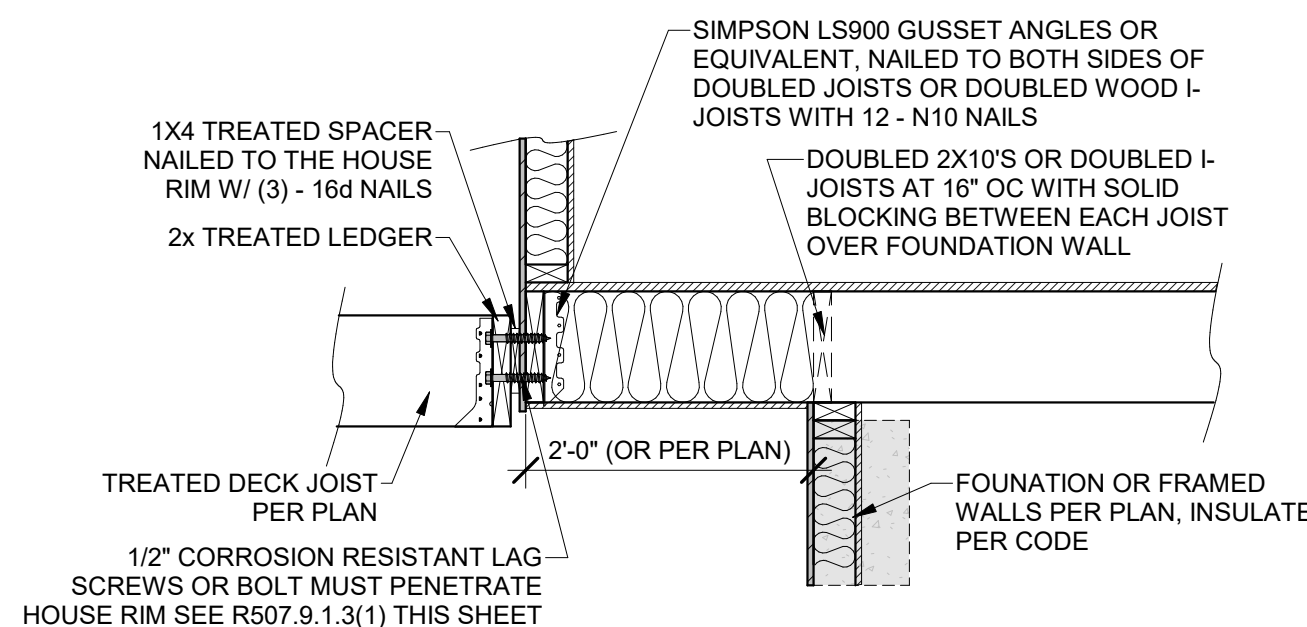 SIMPSON LS900 GUSSET ANGLES OR
EQUIVALENT, NAILED TO BOTH SIDES OF
DOUBLED JOISTS OR DOUBLED WOOD I-
JOISTS WITH 12 - N10 NAILS
1X4 TREATED SPACER
NAILED TO THE HOUSE
RIM W/ (3) - 16d NAILS
DOUBLED 2X10'S OR DOUBLED I-
JOISTS AT 16" OC WITH SOLID
BLOCKING BETWEEN EACH JOIST
OVER FOUNDATION WALL
2x TREATED LEDGER
2'-0" (OR PER PLAN)
TREATED DECK JOIST
PER PLAN
FOUNATION OR FRAMED
WALLS PER PLAN, INSULATE
PER CODE
1/2" CORROSION RESISTANT LAG
SCREWS OR BOLT MUST PENETRATE
HOUSE RIM SEE R507.9.1.3(1) THIS SHEET